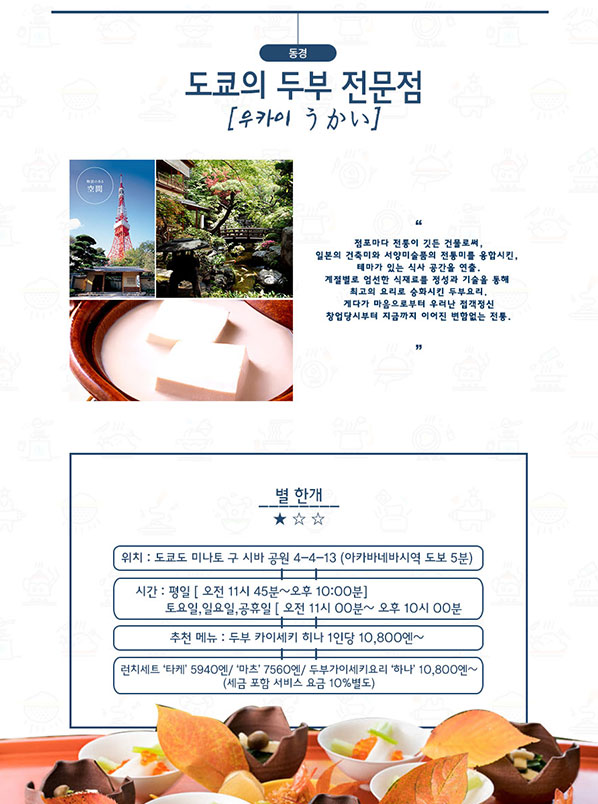 동경
도쿄의 두부 전문점
[우카이 うかい]
空間
“
점포마다 전통이 깃든 건물로써,
일본의 건축미와 서양미술품의 전통미를 융합시킨,
테마가 있는 식사 공간을 연출.
계절별로 엄선한 식재료를 정성과 기술을 통해
최고의 요리로 승화시킨 두부요리.
게다가 마음으로부터 우러난 접객정신
창업당시부터 지금까지 이어진 변함없는 전통.
”
별 한개
★☆☆
위치 : 도쿄도 미나토 구 시바 공원 4-4-13 (아카바네바시역 도보 5분)
시간 : 평일 [ 오전 11시 45분~오후 10:00분]
토요일,일요일,공휴일 [ 오전 11시 00분~ 오후 10시 00분
추천 메뉴 : 두부 카이세키 히나 1인당 10,800엔~
런치세트 ‘타케’ 5940엔/ ‘마츠’ 7560엔/ 두부가이세키요리 ‘하나’ 10,800엔~
(세금 포함 서비스 요금 10%별도)